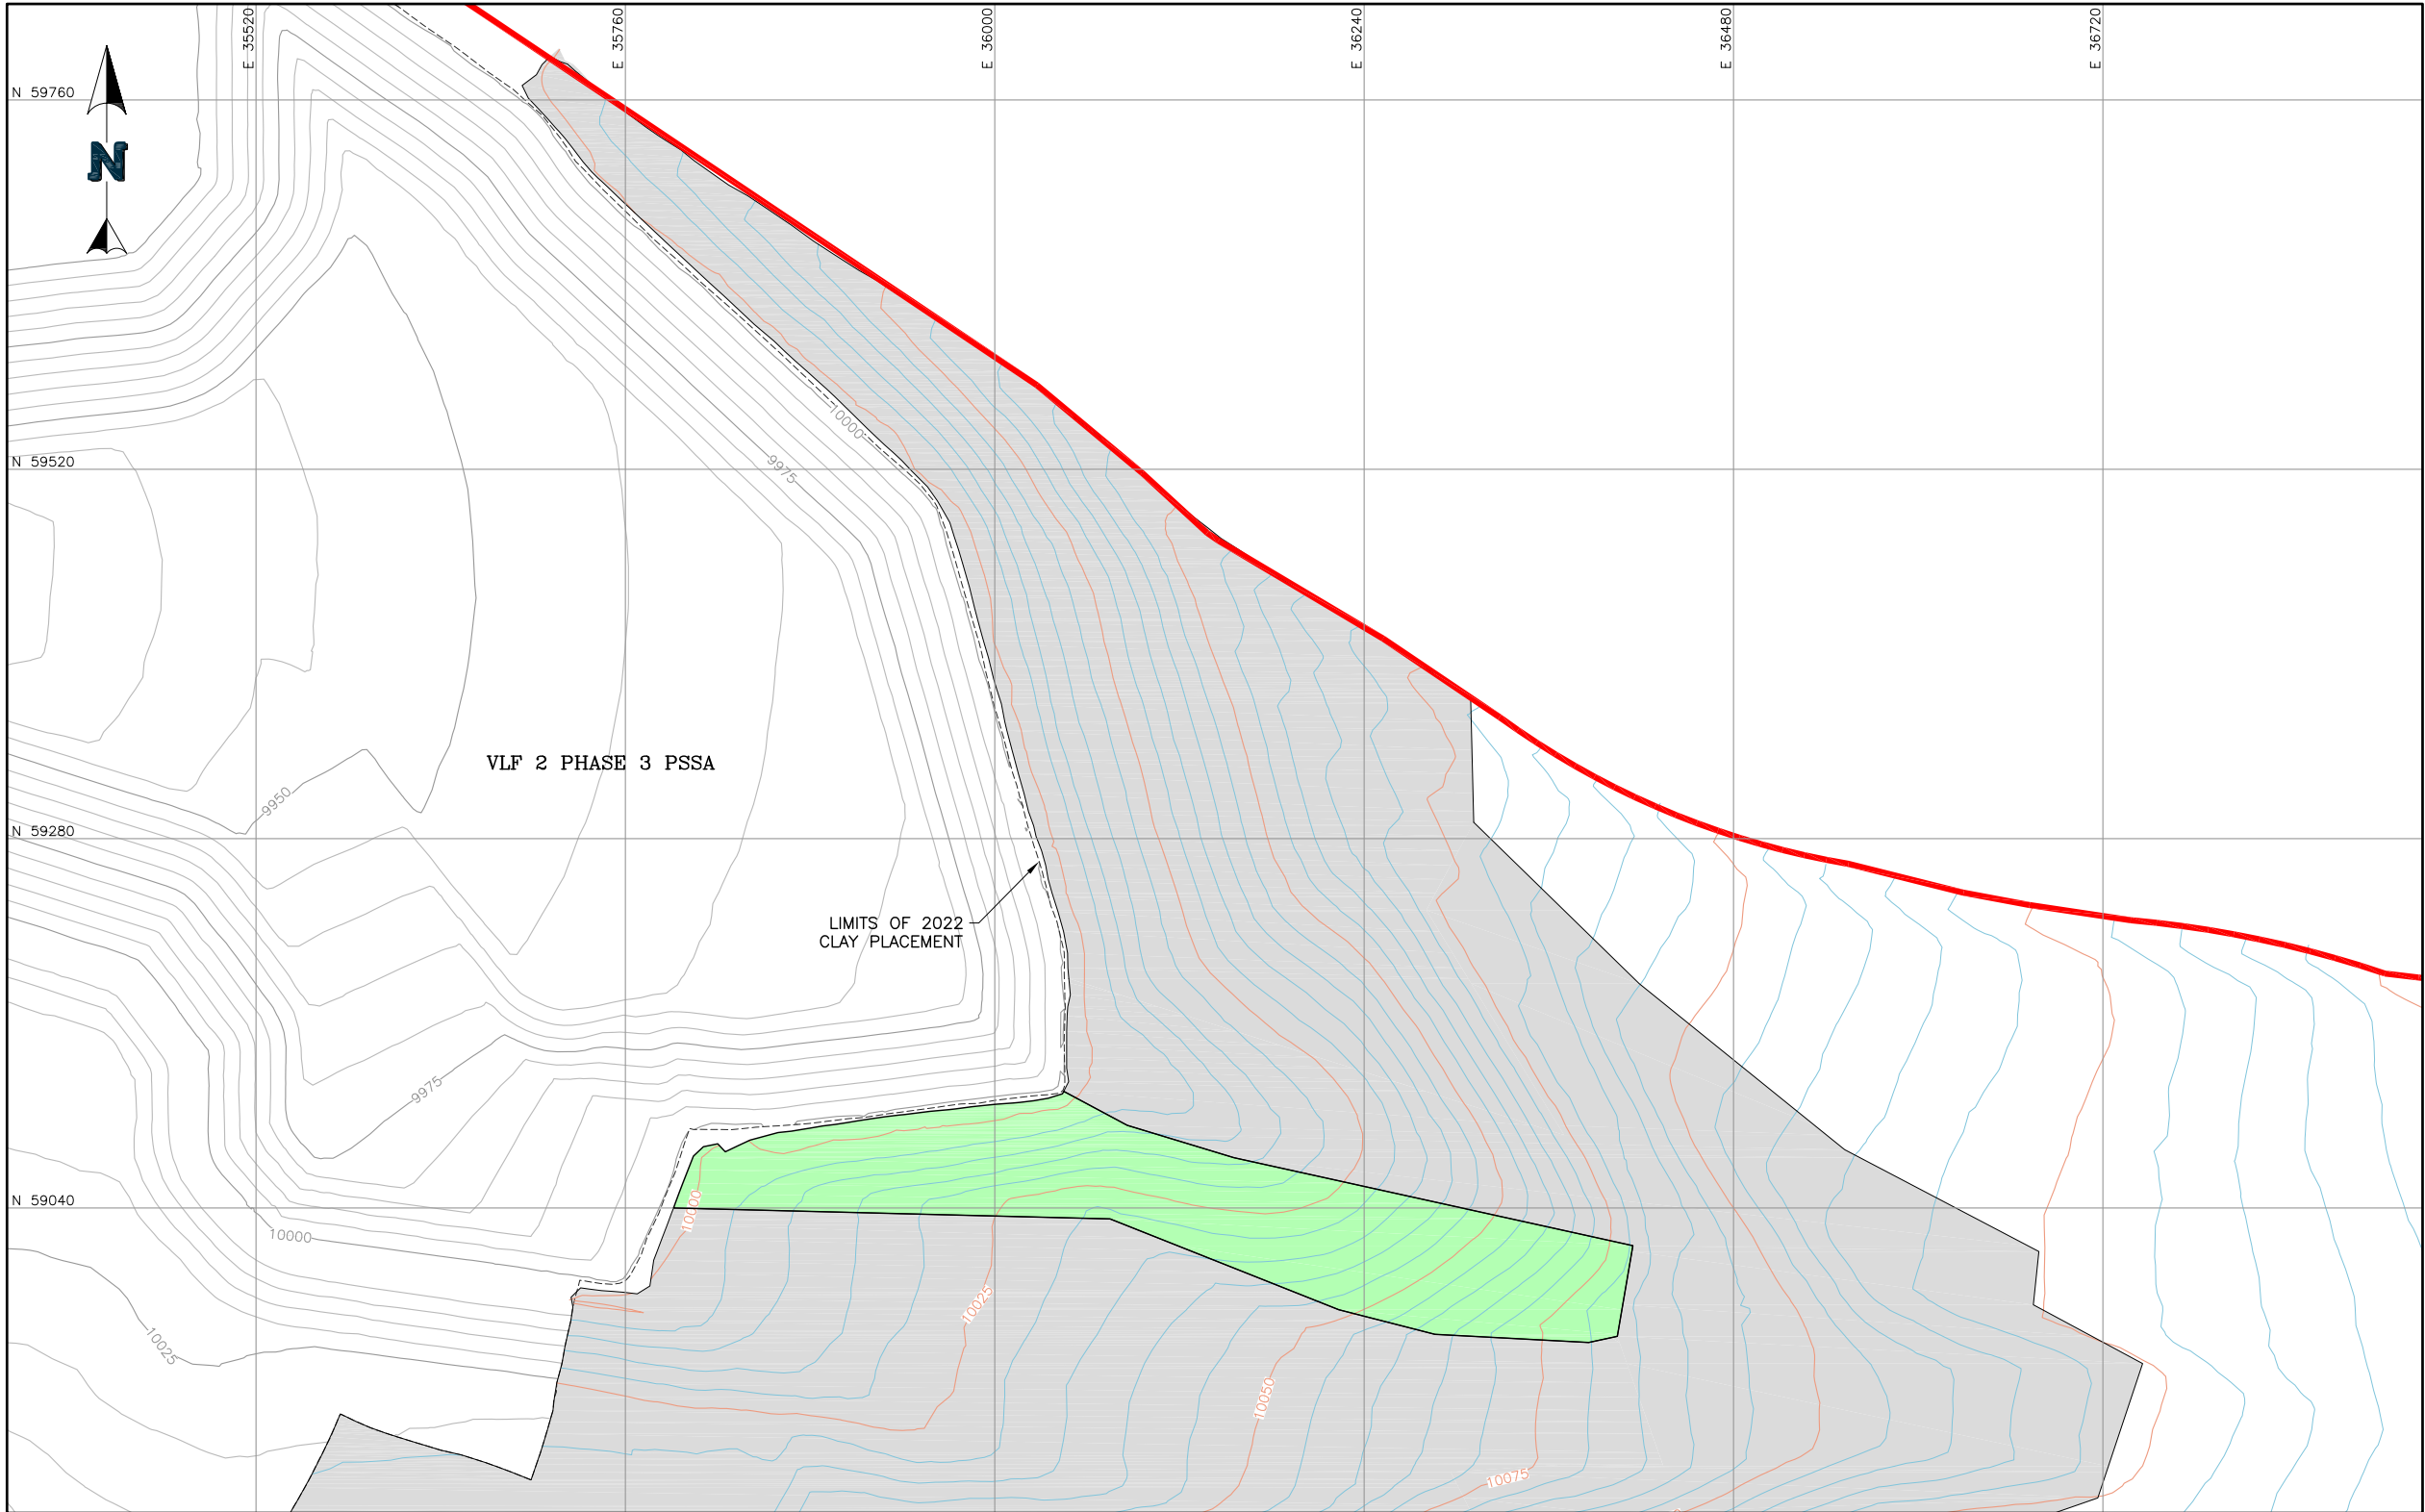 E 35520
E 35760
E 36000
E 36240
E 36480
E 36720
N 59760
N
10000
9975
N 59520
VLF 2 PHASE 3 PSSA
9950
N 59280
LIMITS OF 2022
CLAY PLACEMENT
9975
N 59040
10000
10000
10025
10025
10050
10075